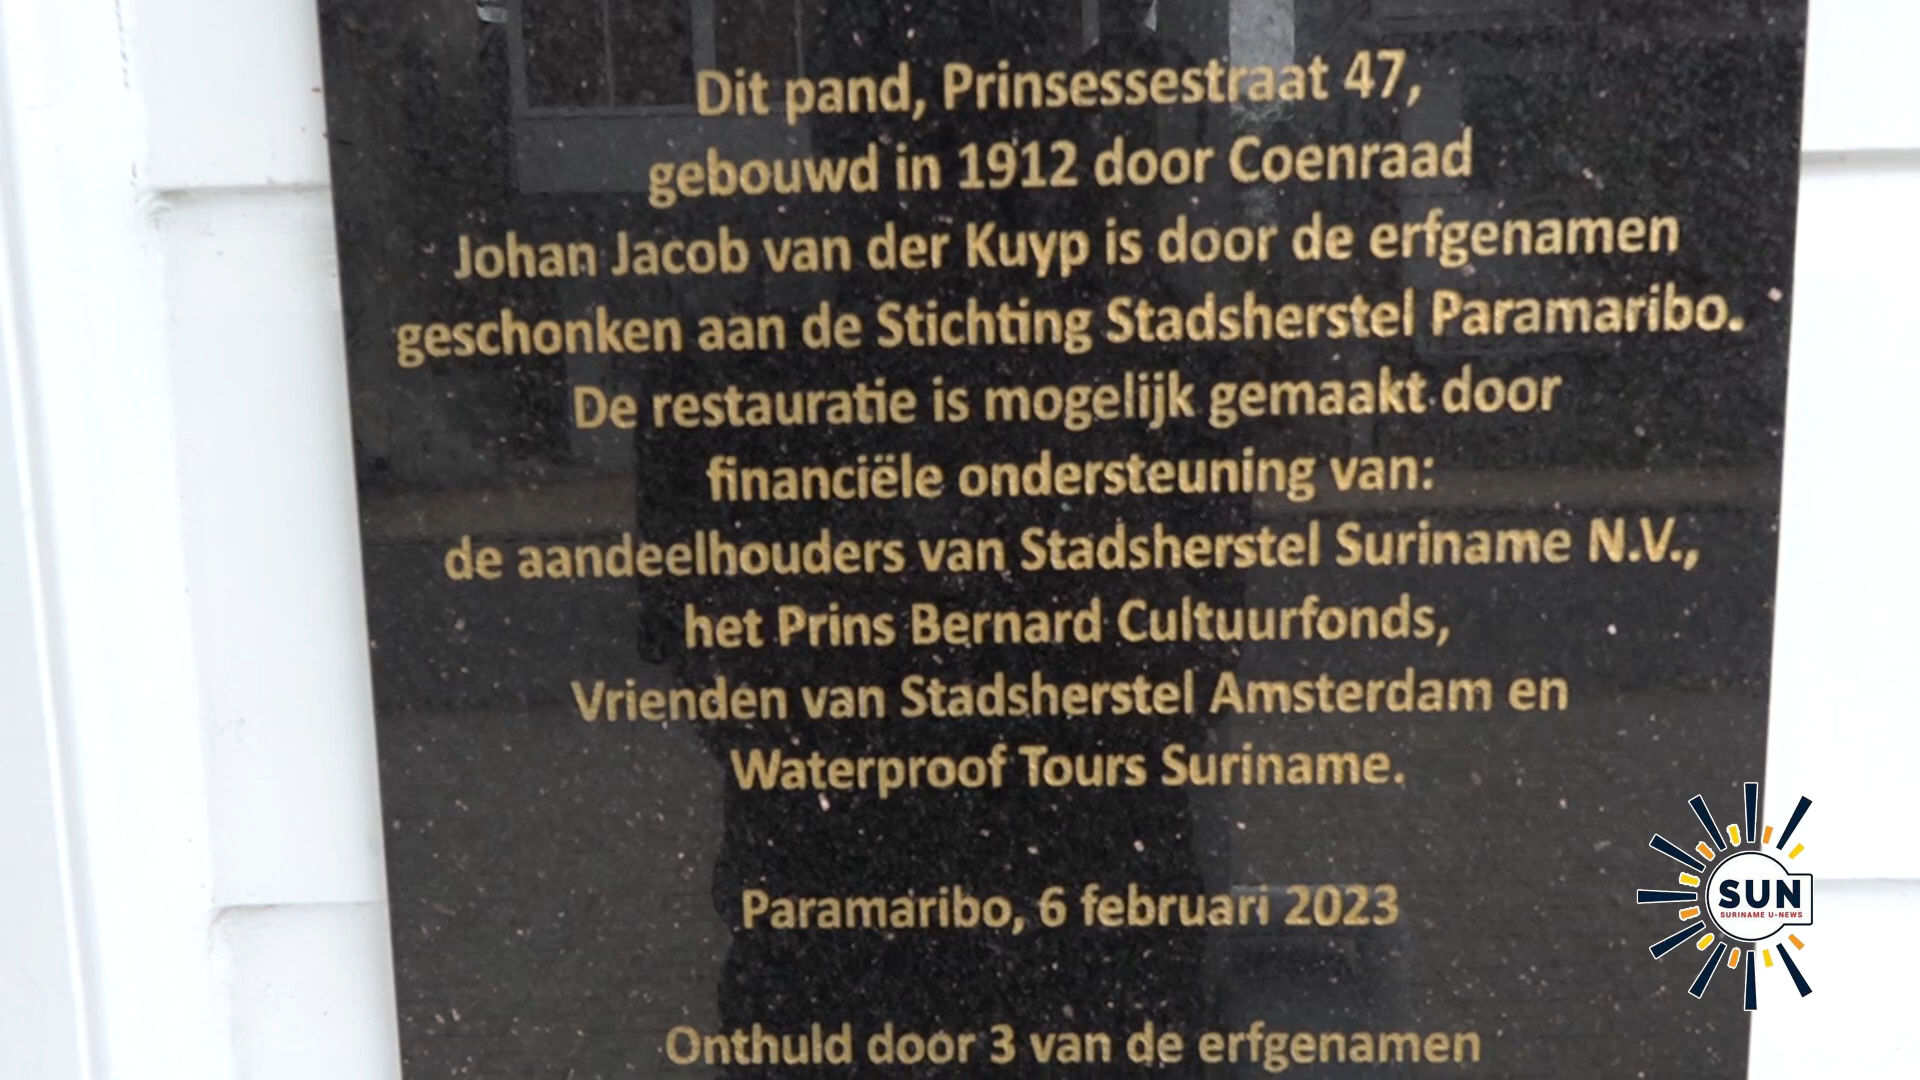 Dit pand, Prinsessestraat 47,
gebouwd in 1912 door Coenraad
Johan Jacob van der Kuyp is door de erfgenamen
geschonken aan de Stichting Stadsherstel Paramaribo.
De restauratie is mogelijk gemaakt door
financiële ondersteuning van:
de aandeelhouders van Stadsherstel Suriname N.V.,
het Prins Bernard Cultuurfonds,
Vrienden van Stadsherstel Amsterdam en
Waterproof Tours Suriname.
Paramaribo, 6 februari 2023
Onthuld door 3 van de erfgenamen
SUN
SURINAME U-NEWS